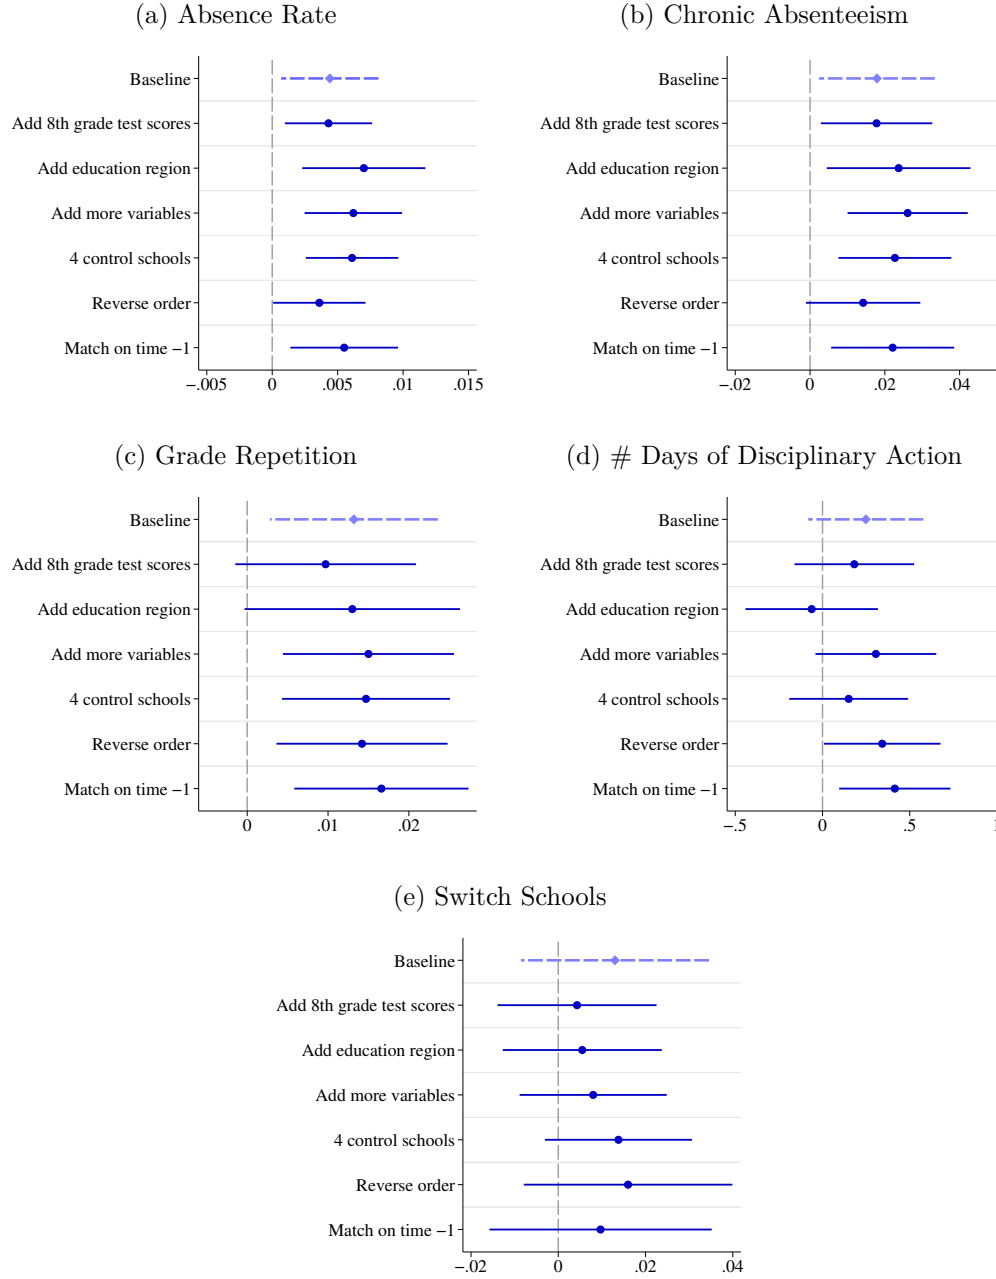 (a) Absence Rate
Baseline
Add 8th grade test scores
Add education region
Add more variables
4 control schools
Reverse order
Match on time −1
−.005 0 .005 .01 .015
(b) Chronic Absenteeism
Baseline
Add 8th grade test scores
Add education region
Add more variables
4 control schools
Reverse order
Match on time −1
−.02 0 .02 .04
(c) Grade Repetition
Baseline
Add 8th grade test scores
Add education region
Add more variables
4 control schools
Reverse order
Match on time −1
0 .01 .02
(d) # Days of Disciplinary Action
Baseline
Add 8th grade test scores
Add education region
Add more variables
4 control schools
Reverse order
Match on time −1
−.5 0 .5
(e) Switch Schools
Baseline
Add 8th grade test scores
Add education region
Add more variables
4 control schools
Reverse order
Match on time −1
−.02 0 .02 .04